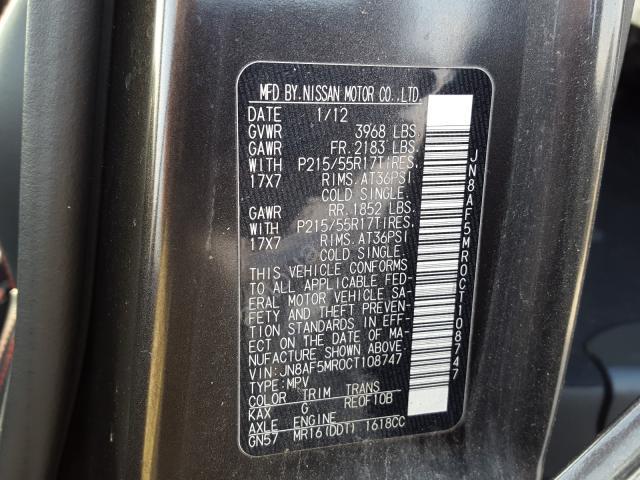 MFD BY.NISSAN MOTOR CO.,LTD.
DATE 1/12
GVWR 3968 LBS.
GAWR FR.2183 LBS.
WITH P215/55R17TIRES.
17X7 RIMS.AT36PSI
COLD SINGLE.
GAWR RR.1852 LBS.
WITH P215/55R17TIRES.
17X7 RIMS.AT36PSI
COLD SINGLE.
THIS VEHICLE CONFORMS
TO ALL APPLICABLE FED-
ERAL MOTOR VEHICLE SA-
FETY AND THEFT PREVEN-
TION STANDARDS IN EFF-
ECT ON THE DATE OF MA-
NUFACTURE SHOWN ABOVE.
VIN:JN8AF5MR0CT108747
TYPE:MPV
COLOR TRIM TRANS
KAX G RE0F10B
AXLE ENGINE
GN57 MR16(DDT) 1618CC
JN8AF5MR0CT108747